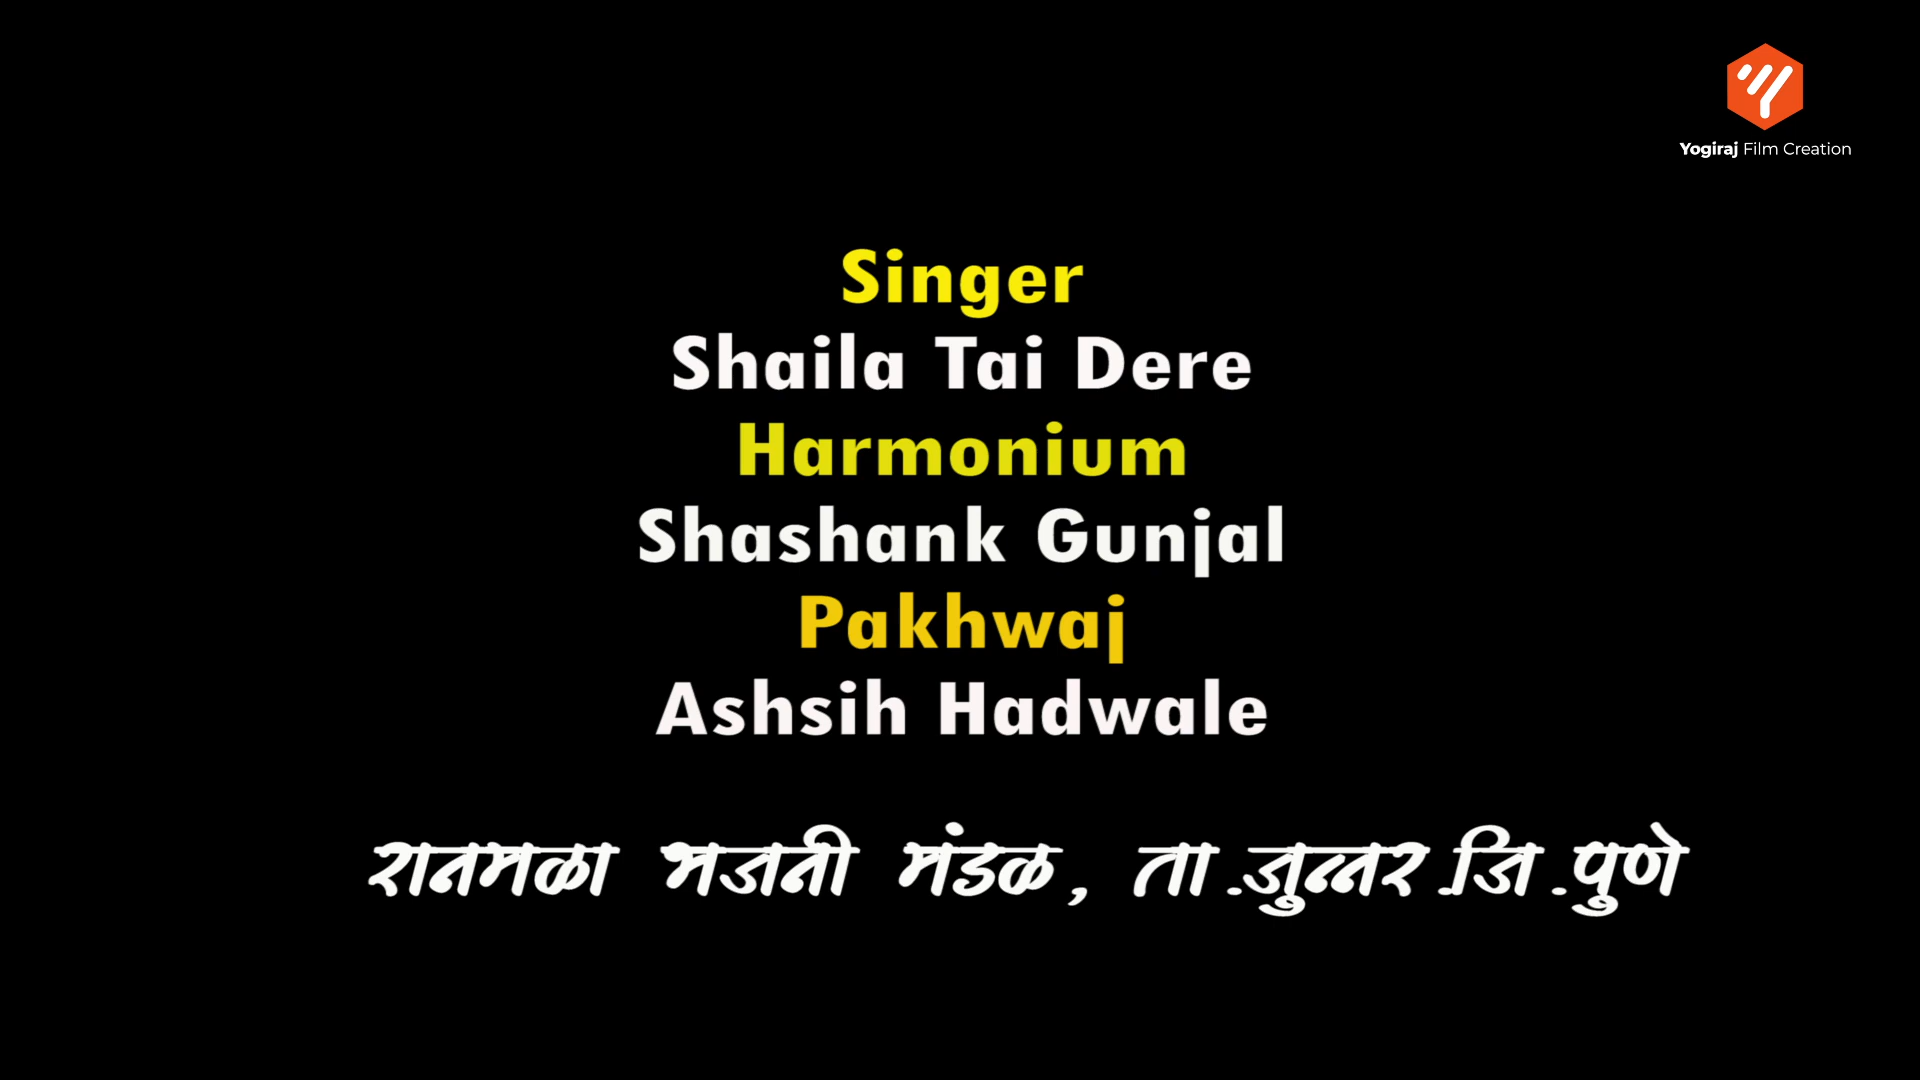 Yogiraj Film Creation
Singer
Shaila Tai Dere
Harmonium
Shashank Gunjal
Pakhwaj
Ashsih Hadwale
रानमळा भजनी मंडळ, ता.जुन्नर.जि.पुणे